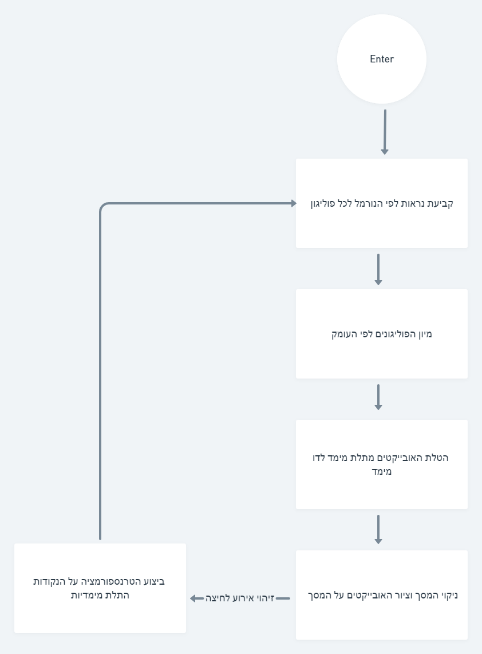 Enter
קביעת נראות לפי הנורמל לכל פוליגון
מיון הפוליגונים לפי העומק
הטלת האובייקטים מתלת מימד לדו
מימד
ניקוי המסך וציור האובייקטים על המסך
זיהוי אירוע לחיצה
ביצוע הטרנספורמציה על הנקודות
התלת מימדיות